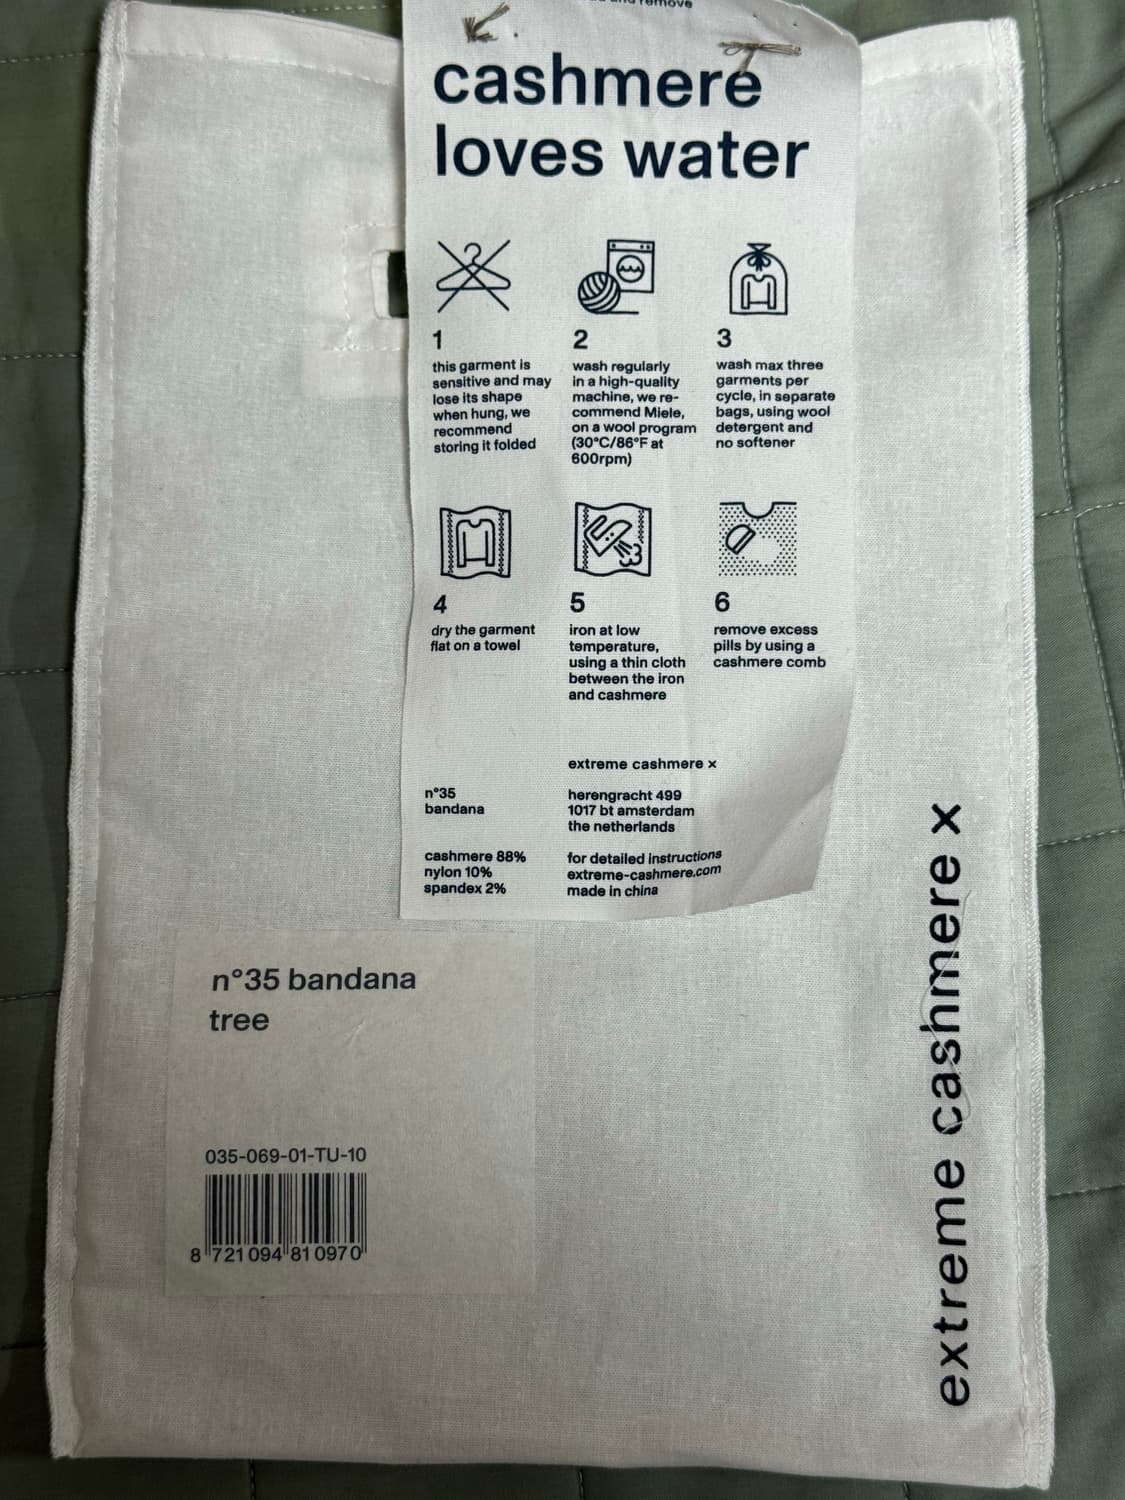 and remove
cashmere
loves water
1
this garment is
sensitive and may
lose its shape
when hung, we
recommend
storing it folded
2
wash regularly
in a high-quality
machine, we re-
commend Miele,
on a wool program
(30°C/86°F at
600rpm)
3
wash max three
garments per
cycle, in separate
bags, using wool
detergent and
no softener
4
dry the garment
flat on a towel
5
iron at low
temperature,
using a thin cloth
between the iron
and cashmere
6
remove excess
pills by using a
cashmere comb
n°35
bandana
cashmere 88%
nylon 10%
spandex 2%
extreme cashmere x
herengracht 499
1017 bt amsterdam
the netherlands
for detailed instructions
extreme-cashmere.com
made in china
n°35 bandana
tree
035-069-01-TU-10
8 721094 810970
extreme cashmere x